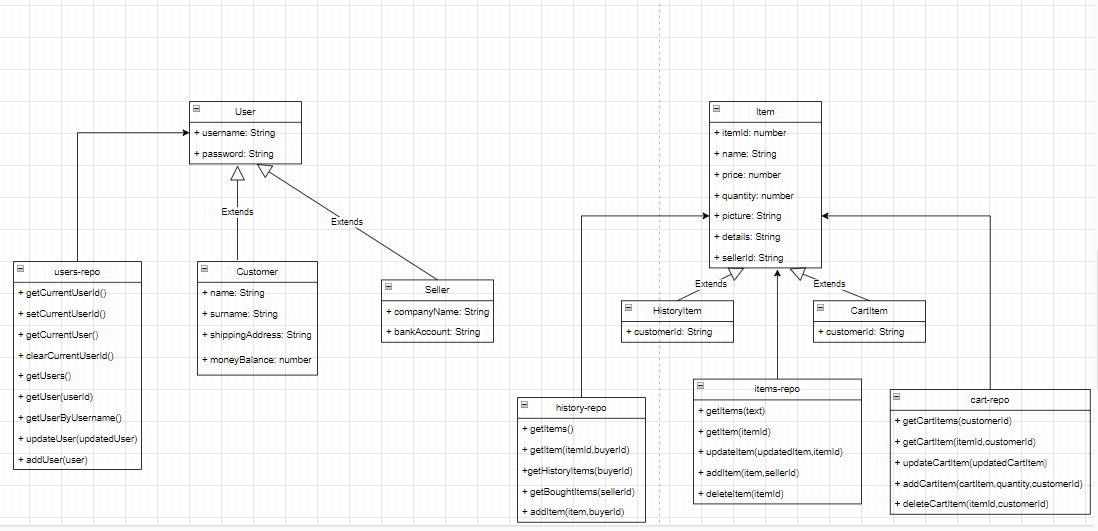 User
+ username: String
+ password: String
Extends
Extends
users-repo
+ getCurrentUserId()
+ setCurrentUserId()
+ getCurrentUser()
+ clearCurrentUserId()
+ getUsers()
+ getUser(userId)
+ getUserByUsername()
+ updateUser(updatedUser)
+ addUser(user)
Customer
+ name: String
+ surname: String
+ shippingAddress: String
+ moneyBalance: number
Seller
+ companyName: String
+ bankAccount: String
Item
+ itemId: number
+ name: String
+ price: number
+ quantity: number
+ picture: String
+ details: String
+ sellerId: String
Extends
Extends
HistoryItem
+ customerId: String
CartItem
+ customerId: String
history-repo
+ getItems()
+ getItem(itemId,buyerId)
+getHistoryItems(buyerId)
+ getBoughtItems(sellerId)
+ addItem(item,buyerId)
items-repo
+ getItems(text)
+ getItem(itemId)
+ updateItem(updatedItem,itemId)
+ addItem(item,sellerId)
+ deleteItem(itemId)
cart-repo
+ getCartItems(customerId)
+ getCartItem(itemId,customerId)
+ updateCartItem(updatedCartItem)
+ addCartItem(cartItem,quantity,customerId)
+ deleteCartItem(itemId,customerId)